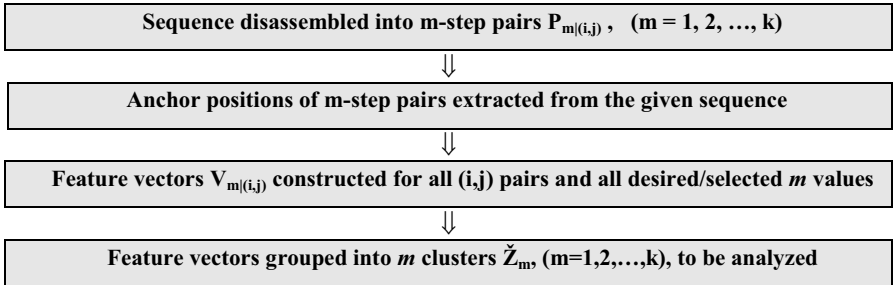 Sequence disassembled into m-step pairs Pm|(i,j) , (m = 1, 2, …, k)
⇓
Anchor positions of m-step pairs extracted from the given sequence
⇓
Feature vectors Vm|(i,j) constructed for all (i,j) pairs and all desired/selected m values
⇓
Feature vectors grouped into m clusters Žm, (m=1,2,…,k), to be analyzed